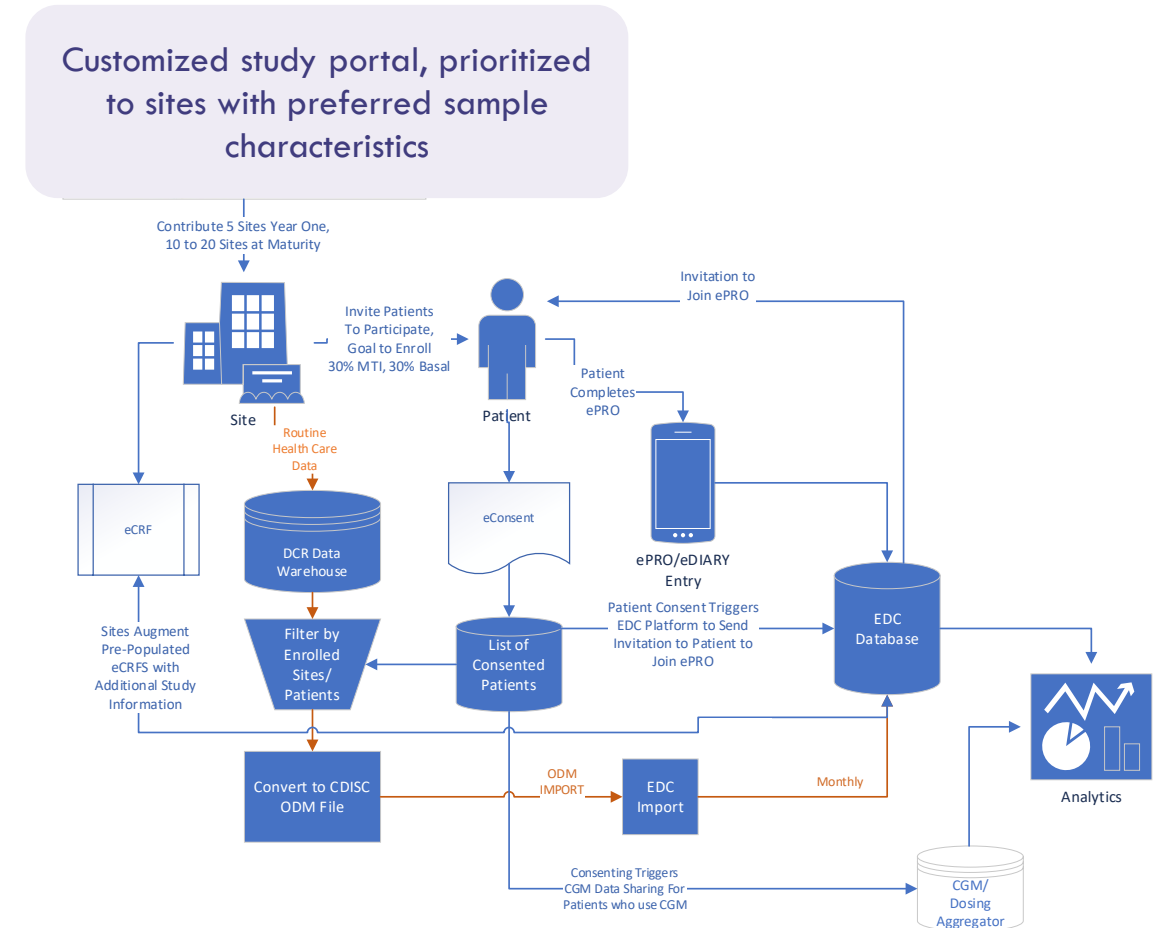 Customized study portal, prioritized
to sites with preferred sample
characteristics
Contribute 5 Sites Year One,
10 to 20 Sites at Maturity
Invitation to
Join ePRO
Invite Patients
To Participate,
Goal to Enroll
30% MTI, 30% Basal
Patient
Completes
ePRO
Site
Patient
Routine
Health Care
Data
eCRF
eConsent
DCR Data
Warehouse
ePRO/eDIARY
Entry
Sites Augment
Pre-Populated
eCRFS with
Additional Study
Information
Filter by
Enrolled
Sites/
Patients
List of
Consented
Patients
Patient Consent Triggers
EDC Platform to Send
Invitation to Patient to
Join ePRO
EDC
Database
Convert to CDISC
ODM File
ODM
IMPORT
EDC
Import
Monthly
Analytics
Consenting Triggers
CGM Data Sharing For
Patients who use CGM
CGM/
Dosing
Aggregator